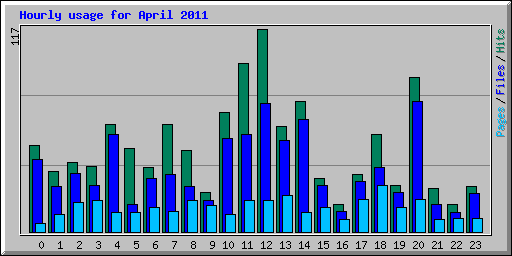 Hourly usage for April 2011
117
Pages / Files / Hits
0 1 2 3 4 5 6 7 8 9 10 11 12 13 14 15 16 17 18 19 20 21 22 23